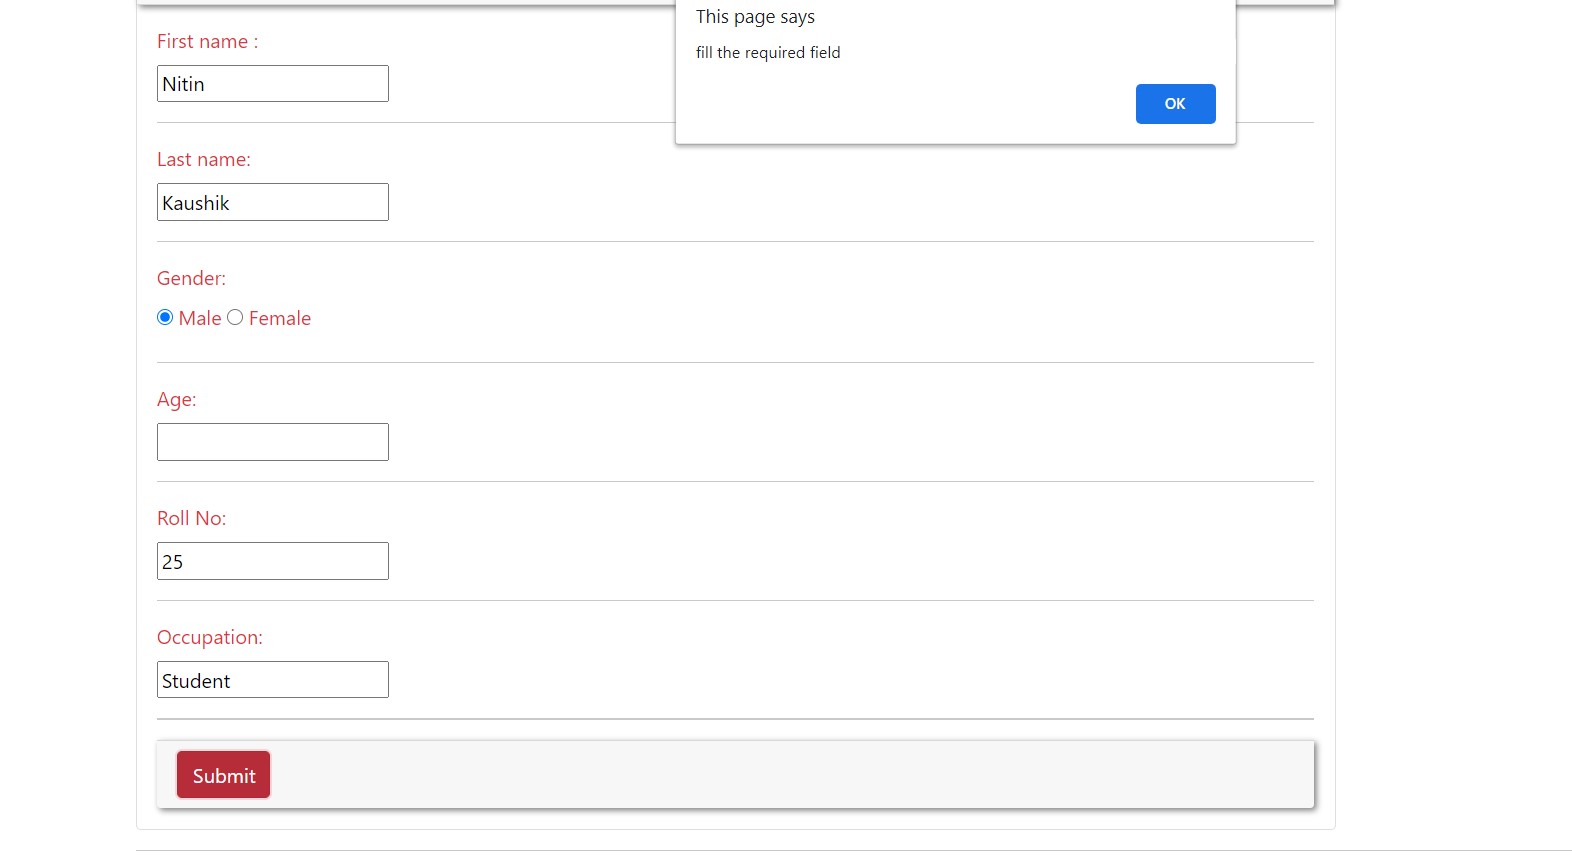 This page says
fill the required field
OK
First name :
Nitin
Last name:
Kaushik
Gender:
Male Female
Age:
Roll No:
25
Occupation:
Student
Submit